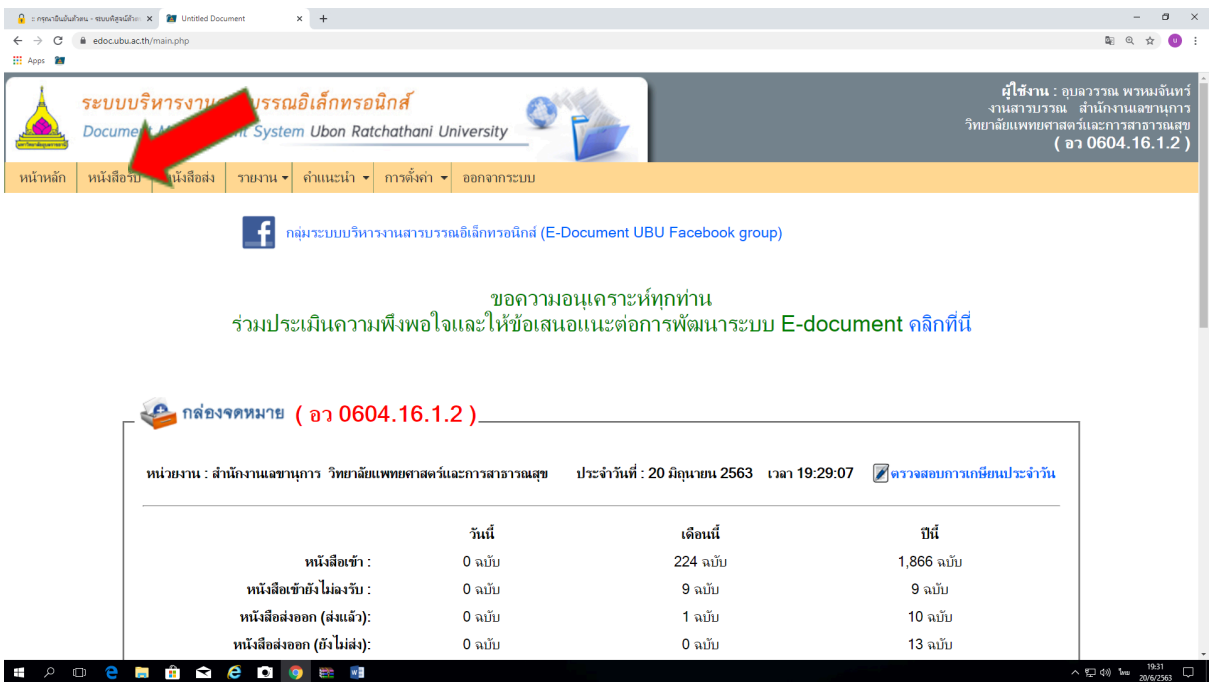 :: กรุณายืนยันตัวตน - ระบบพิสูจน์ตัวต
Untitled Document
edoc.ubu.ac.th/main.php
Apps
ระบบบริหารงาน บรรณอิเล็กทรอนิกส์
System Ubon Ratchathani University
ผู้ใช้งาน : อุบลวรรณ พรหมจันทร์
งานสารบรรณ สำนักงานเลขานุการ
วิทยาลัยแพทยศาสตร์และการสาธารณสุข
( อว 0604.16.1.2 )
หน้าหลัก หนังสือรับ หนังสือส่ง รายงาน คำแนะนำ การตั้งค่า ออกจากระบบ
กลุ่มระบบบริหารงานสารบรรณอิเล็กทรอนิกส์ (E-Document UBU Facebook group)
ขอความอนุเคราะห์ทุกท่าน
ร่วมประเมินความพึงพอใจและให้ข้อเสนอแนะต่อการพัฒนาระบบ E-document คลิกที่นี่
กล่องจดหมาย ( อว 0604.16.1.2 )
หน่วยงาน : สำนักงานเลขานุการ วิทยาลัยแพทยศาสตร์และการสาธารณสุข ประจำวันที่ : 20 มิถุนายน 2563 เวลา 19:29:07 ตรวจสอบการเกษียนประจำวัน
วันนี้ เดือนนี้ ปีนี้
หนังสือเข้า : 0 ฉบับ 224 ฉบับ 1,866 ฉบับ
หนังสือเข้ายังไม่ลงรับ : 0 ฉบับ 9 ฉบับ 9 ฉบับ
หนังสือส่งออก (ส่งแล้ว): 0 ฉบับ 1 ฉบับ 10 ฉบับ
หนังสือส่งออก (ยังไม่ส่ง): 0 ฉบับ 0 ฉบับ 13 ฉบับ
ไทย 19:31
20/6/2563